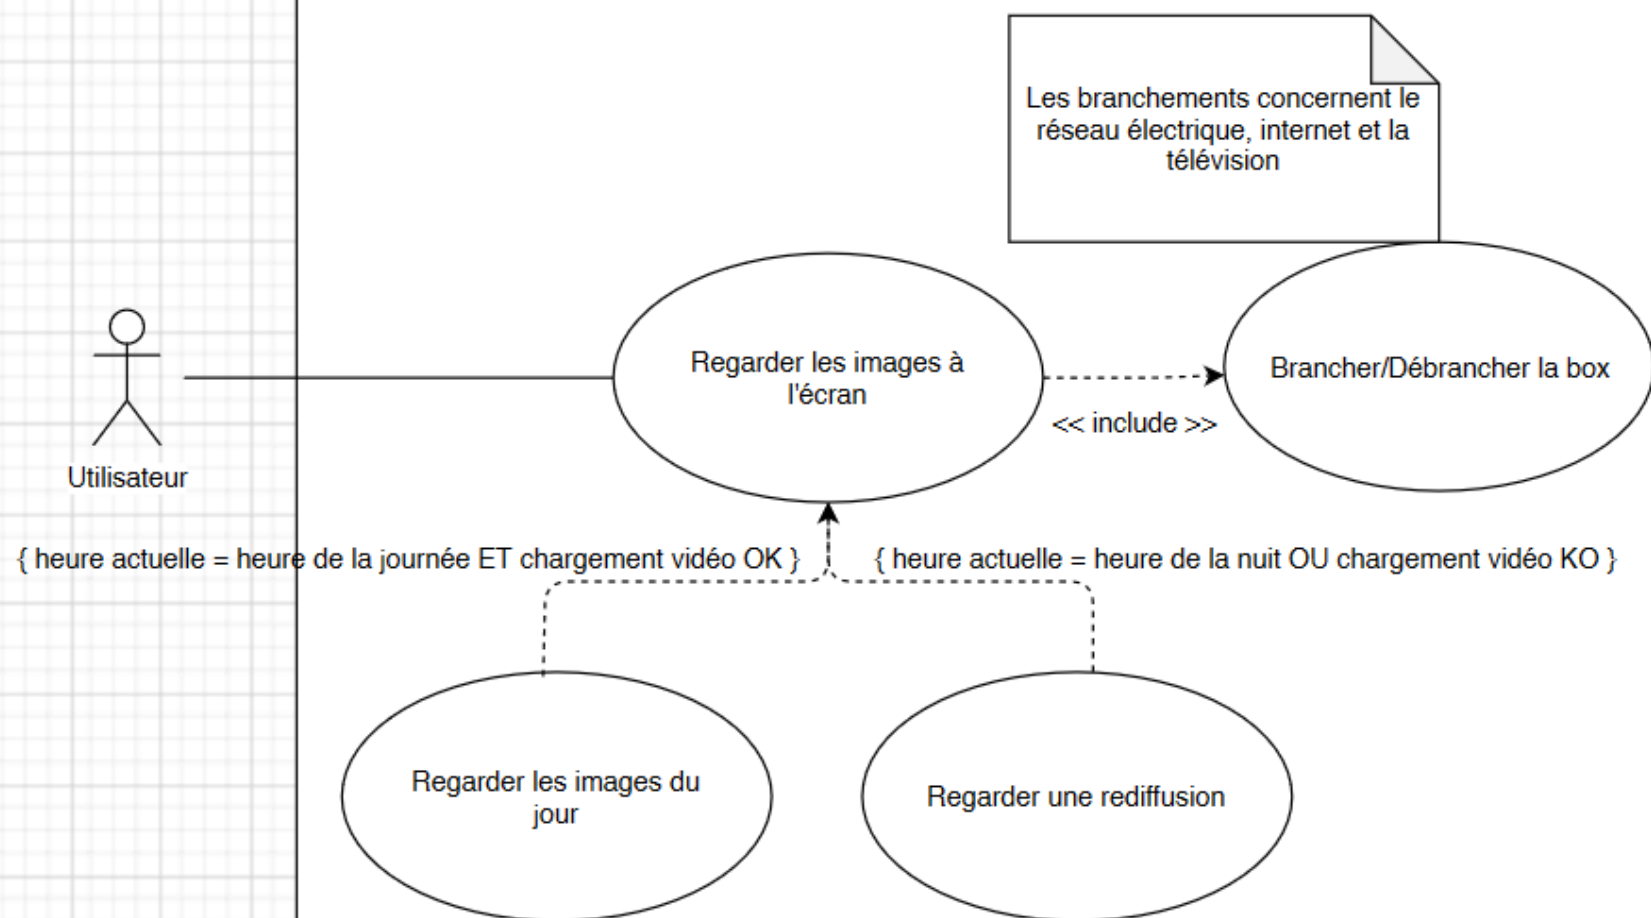 Les branchements concernent le
réseau électrique, internet et la
télévision
Regarder les images à
l'écran
Brancher/Débrancher la box
<< include >>
Utilisateur
{ heure actuelle = heure de la journée ET chargement vidéo OK }
{ heure actuelle = heure de la nuit OU chargement vidéo KO }
Regarder les images du
jour
Regarder une rediffusion